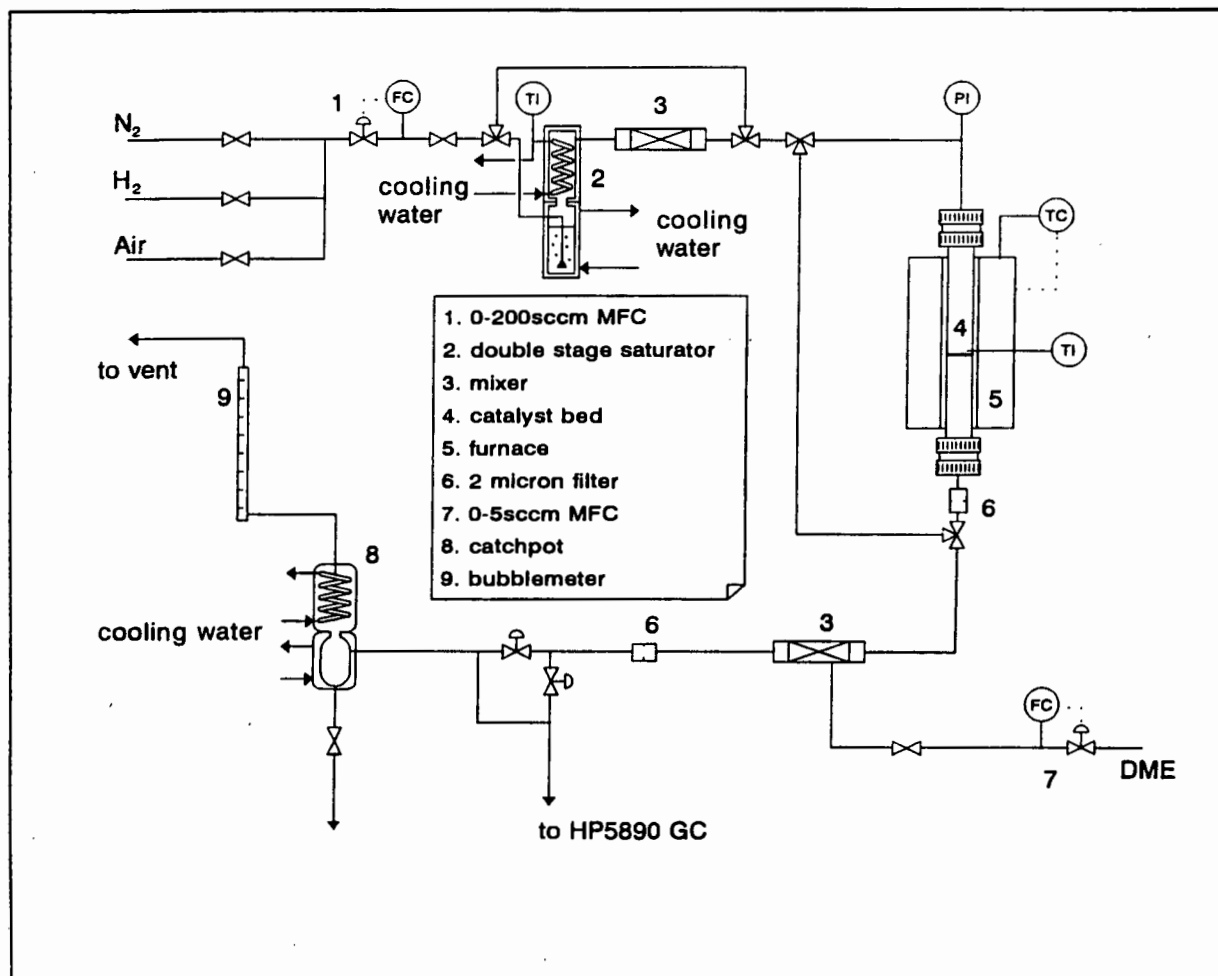 1
FC
TI
3
PI
N₂
H₂
Air
cooling
water
2
cooling
water
TC
4
TI
5
1. 0-200sccm MFC
2. double stage saturator
3. mixer
4. catalyst bed
5. furnace
6. 2 micron filter
7. 0-5sccm MFC
8. catchpot
9. bubblemeter
to vent
9
6
8
cooling water
6
3
FC
7
DME
to HP5890 GC